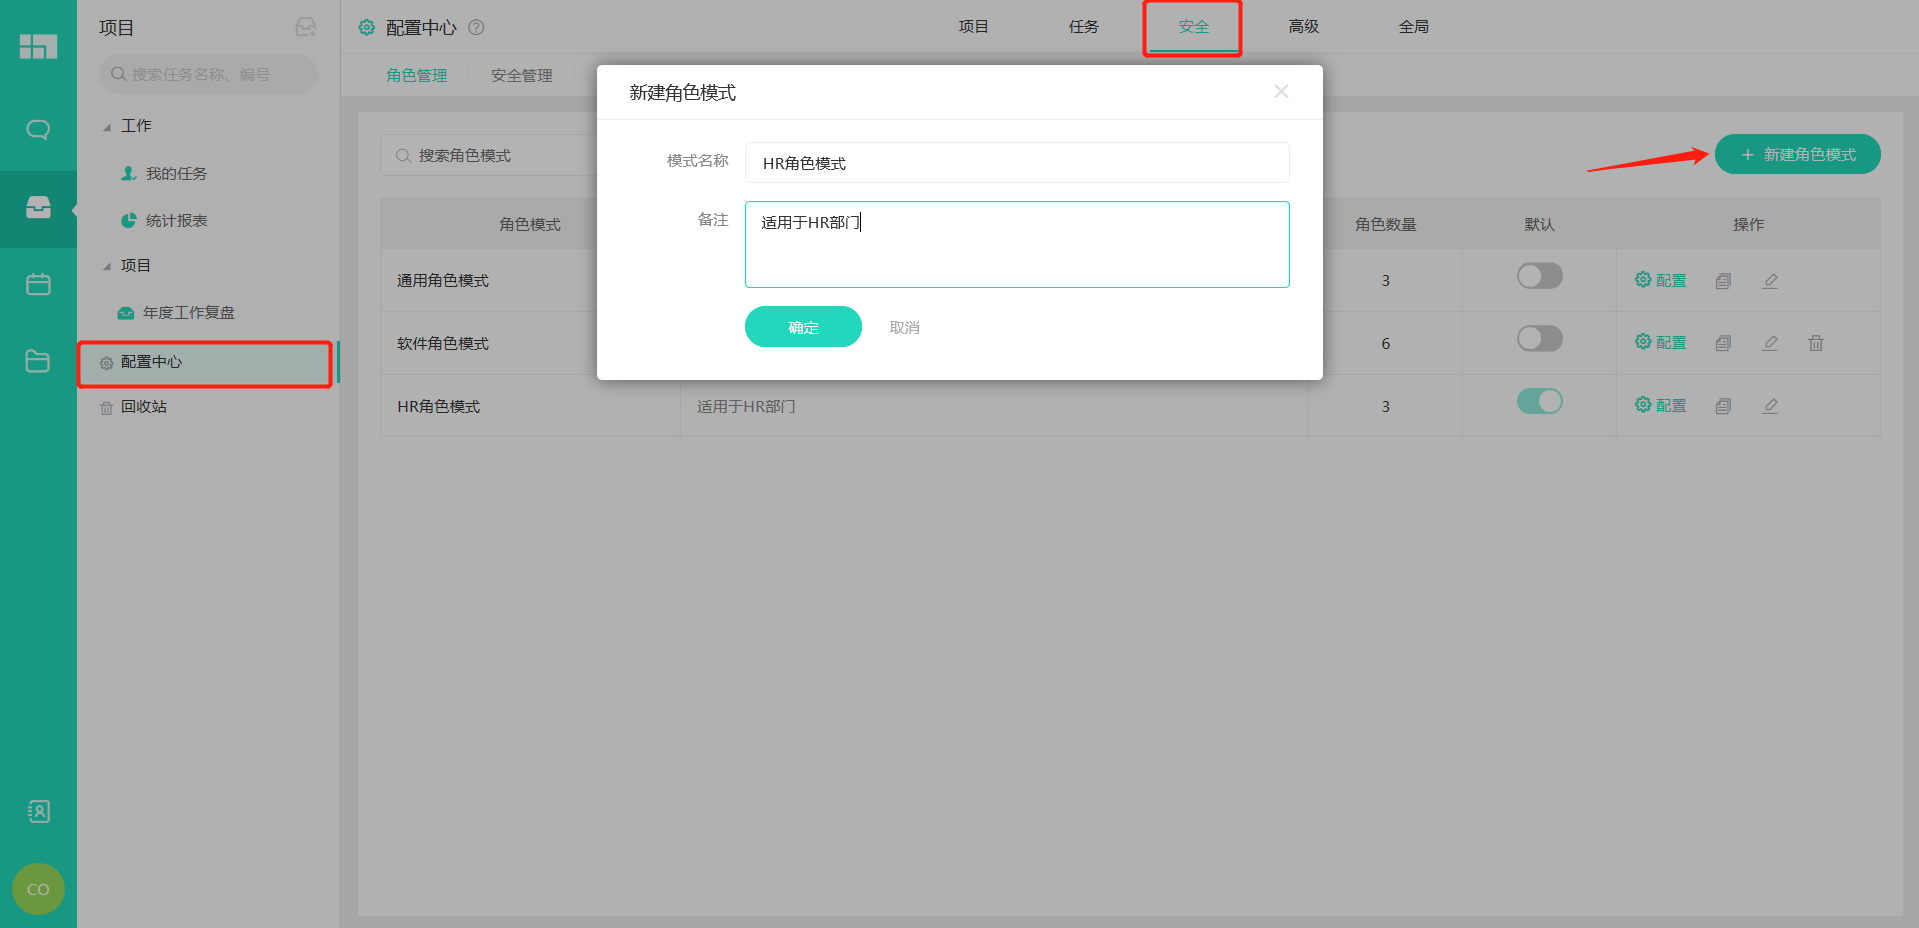 项目
搜索任务名称、编号
工作
我的任务
统计报表
项目
年度工作复盘
配置中心
回收站
CO
配置中心
项目
任务
安全
高级
全局
角色管理
安全管理
搜索角色模式
新建角色模式
角色模式
角色数量
默认
操作
通用角色模式
3
配置
软件角色模式
6
配置
HR角色模式
适用于HR部门
3
配置
新建角色模式
模式名称
HR角色模式
备注
适用于HR部门
确定
取消